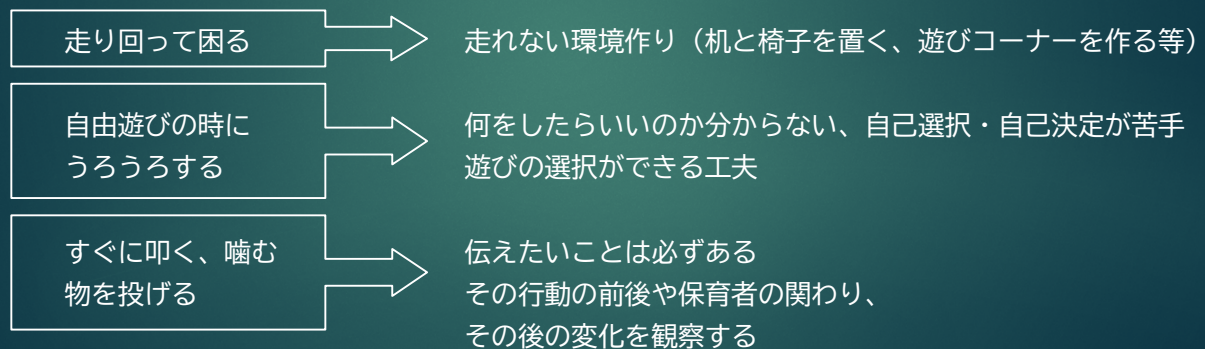 走り回って困る
走れない環境作り（机と椅子を置く、遊びコーナーを作る等）
自由遊びの時に
うろうろする
何をしたらいいのか分からない、自己選択・自己決定が苦手
遊びの選択ができる工夫
すぐに叩く、噛む
物を投げる
伝えたいことは必ずある
その行動の前後や保育者の関わり、
その後の変化を観察する